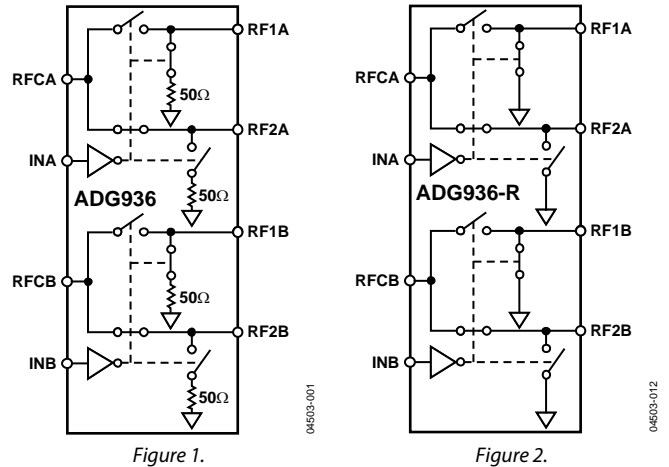 RF1A
RFCA
50Ω
RF2A
INA
50Ω
ADG936
RF1B
RFCB
50Ω
RF2B
INB
50Ω
04503-001
Figure 1.
RF1A
RFCA
RF2A
INA
ADG936-R
RF1B
RFCB
RF2B
INB
04503-012
Figure 2.